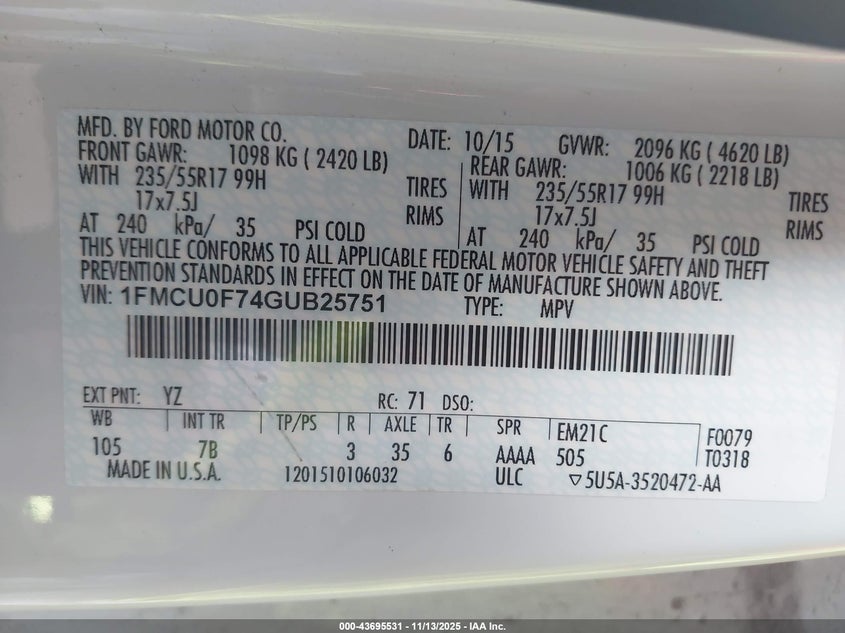 MFD. BY FORD MOTOR CO. DATE: 10/15 GVWR: 2096 KG ( 4620 LB)
FRONT GAWR: 1098 KG ( 2420 LB) REAR GAWR: 1006 KG ( 2218 LB)
WITH 235/55R17 99H TIRES WITH 235/55R17 99H TIRES
17x7.5J RIMS 17x7.5J RIMS
AT 240 kPa/ 35 PSI COLD AT 240 kPa/ 35 PSI COLD
THIS VEHICLE CONFORMS TO ALL APPLICABLE FEDERAL MOTOR VEHICLE SAFETY AND THEFT
PREVENTION STANDARDS IN EFFECT ON THE DATE OF MANUFACTURE SHOWN ABOVE.
VIN: 1FMCU0F74GUB25751 TYPE: MPV
EXT PNT: YZ RC: 71 DSO:
WB INT TR TP/PS R AXLE TR SPR EM21C F0079
105 7B 3 35 6 AAAA 505 T0318
MADE IN U.S.A. 1201510106032 ULC ▽5U5A-3520472-AA
000-43695531 - 11/13/2025 - IAA Inc.